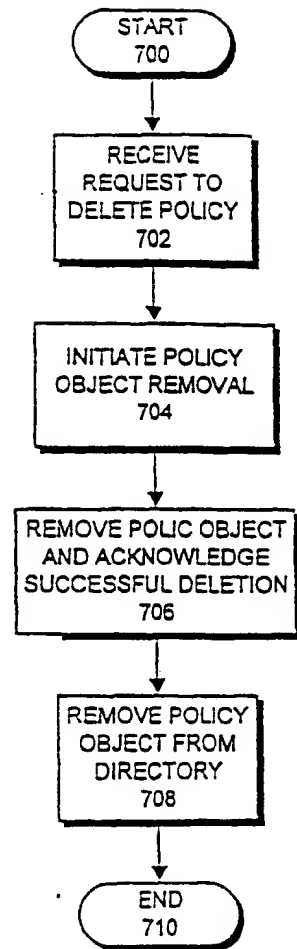 START
700
RECEIVE
REQUEST TO
DELETE POLICY
702
INITIATE POLICY
OBJECT REMOVAL
704
REMOVE POLIC OBJECT
AND ACKNOWLEDGE
SUCCESSFUL DELETION
706
REMOVE POLICY
OBJECT FROM
DIRECTORY
708
END
710